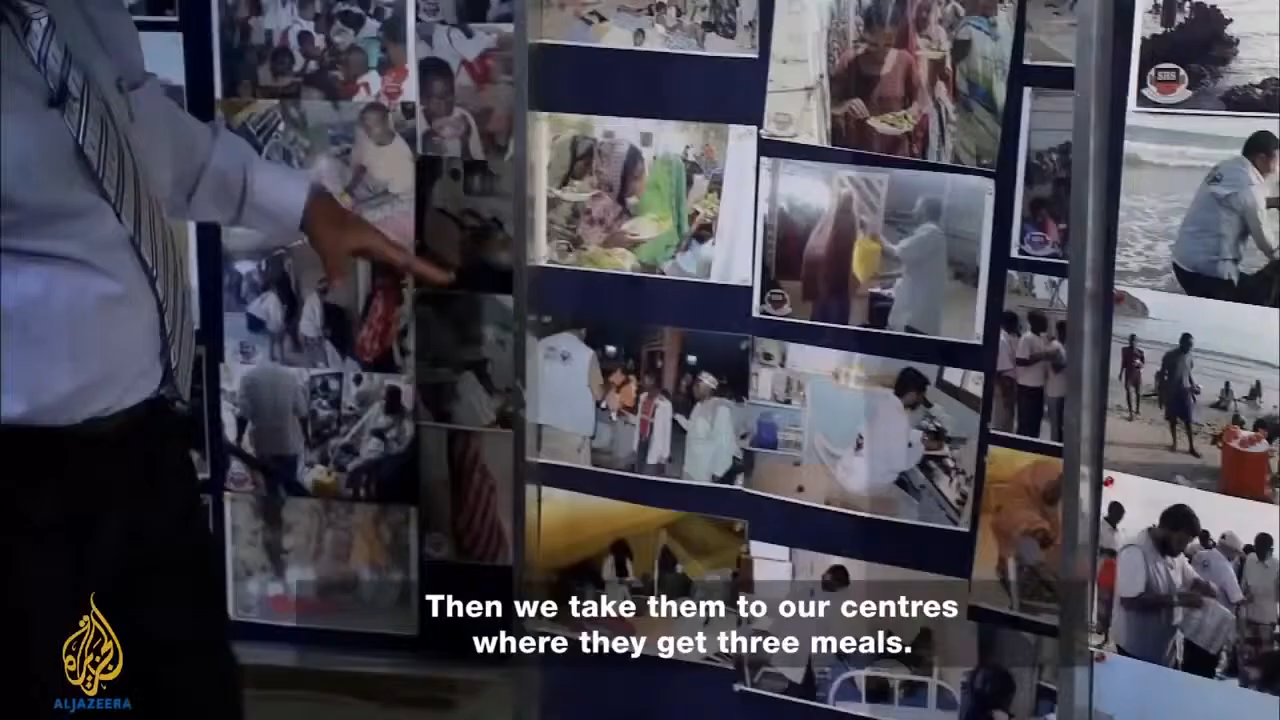 Then we take them to our centres
where they get three meals.
الجزيرة
ALJAZEERA